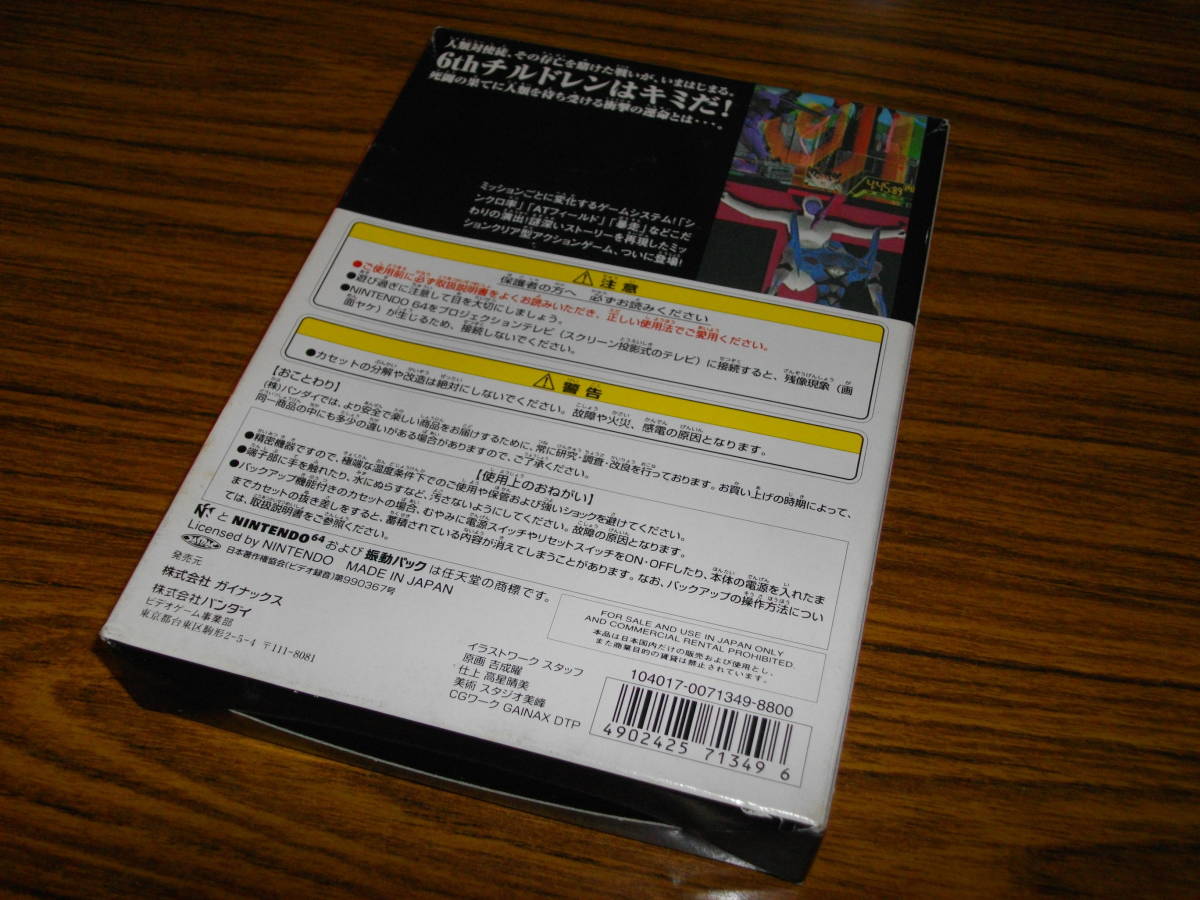 人類対使徒、その存亡を賭けた戦いが、いまはじまる。
6thチルドレンはキミだ！
死闘の果てに人類を待ち受ける衝撃の運命とは・・・。
ミッションごとに変化するゲームシステム！「シ
ンクロ率」「ATフィールド」「暴走」などこだ
わりの演出！謎深いストーリーを再現したミッ
ションクリア型アクションゲーム、ついに登場！
注意
保護者の方へ 必ずお読みください
●ご使用前に必ず取扱説明書をよくお読みいただき、正しい使用法でご愛用ください。
●遊び過ぎに注意して目を大切にしましょう。
●NINTENDO 64をプロジェクションテレビ（スクリーン投影式のテレビ）に接続すると、残像現象（画
面ヤケ）が生じるため、接続しないでください。
警告
●カセットの分解や改造は絶対にしないでください。故障や火災、感電の原因となります。
【おことわり】
(株)バンダイでは、より安全で楽しい商品をお届けするために、常に研究・調査・改良を行っております。お買い上げの時期によって、
同一商品の中にも多少の違いがある場合がありますので、ご了承ください。
【使用上のおねがい】
●精密機器ですので、極端な温度条件下でのご使用や保管および強いショックを避けてください。
●端子部に手を触れたり、水にぬらすなど、汚さないようにしてください。故障の原因となります。
●バックアップ機能付きのカセットの場合、むやみに電源スイッチやリセットスイッチをON・OFFしたり、本体の電源を入れたま
までカセットの抜き差しをすると、蓄積されている内容が消えてしまうことがあります。なお、バックアップの操作方法につい
ては、取扱説明書をご参照ください。
と NINTENDO64 および 振動パック は任天堂の商標です。
Licensed by NINTENDO MADE IN JAPAN
日本著作権協会(ビデオ録音)第990367号
発売元
株式会社 ガイナックス
株式会社バンダイ
ビデオゲーム事業部
東京都台東区駒形2-5-4 〒111-8081
FOR SALE AND USE IN JAPAN ONLY
AND COMMERCIAL RENTAL PROHIBITED.
本品は日本国内だけの販売および使用とし、
また商業目的の賃貸は禁止されています。
イラストワーク スタッフ
原画 吉成曜
仕上 高星晴美
美術 スタジオ美峰
CGワーク GAINAX DTP
104017-0071349-8800
4902425 713496